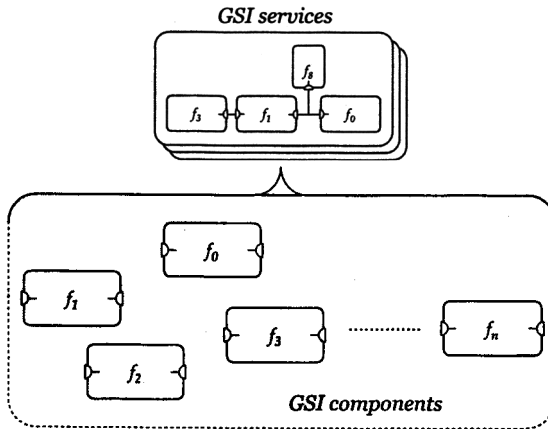 GSI services
f8
f3 f1 f0
f0
f1
f3 ........... fn
f2
GSI components